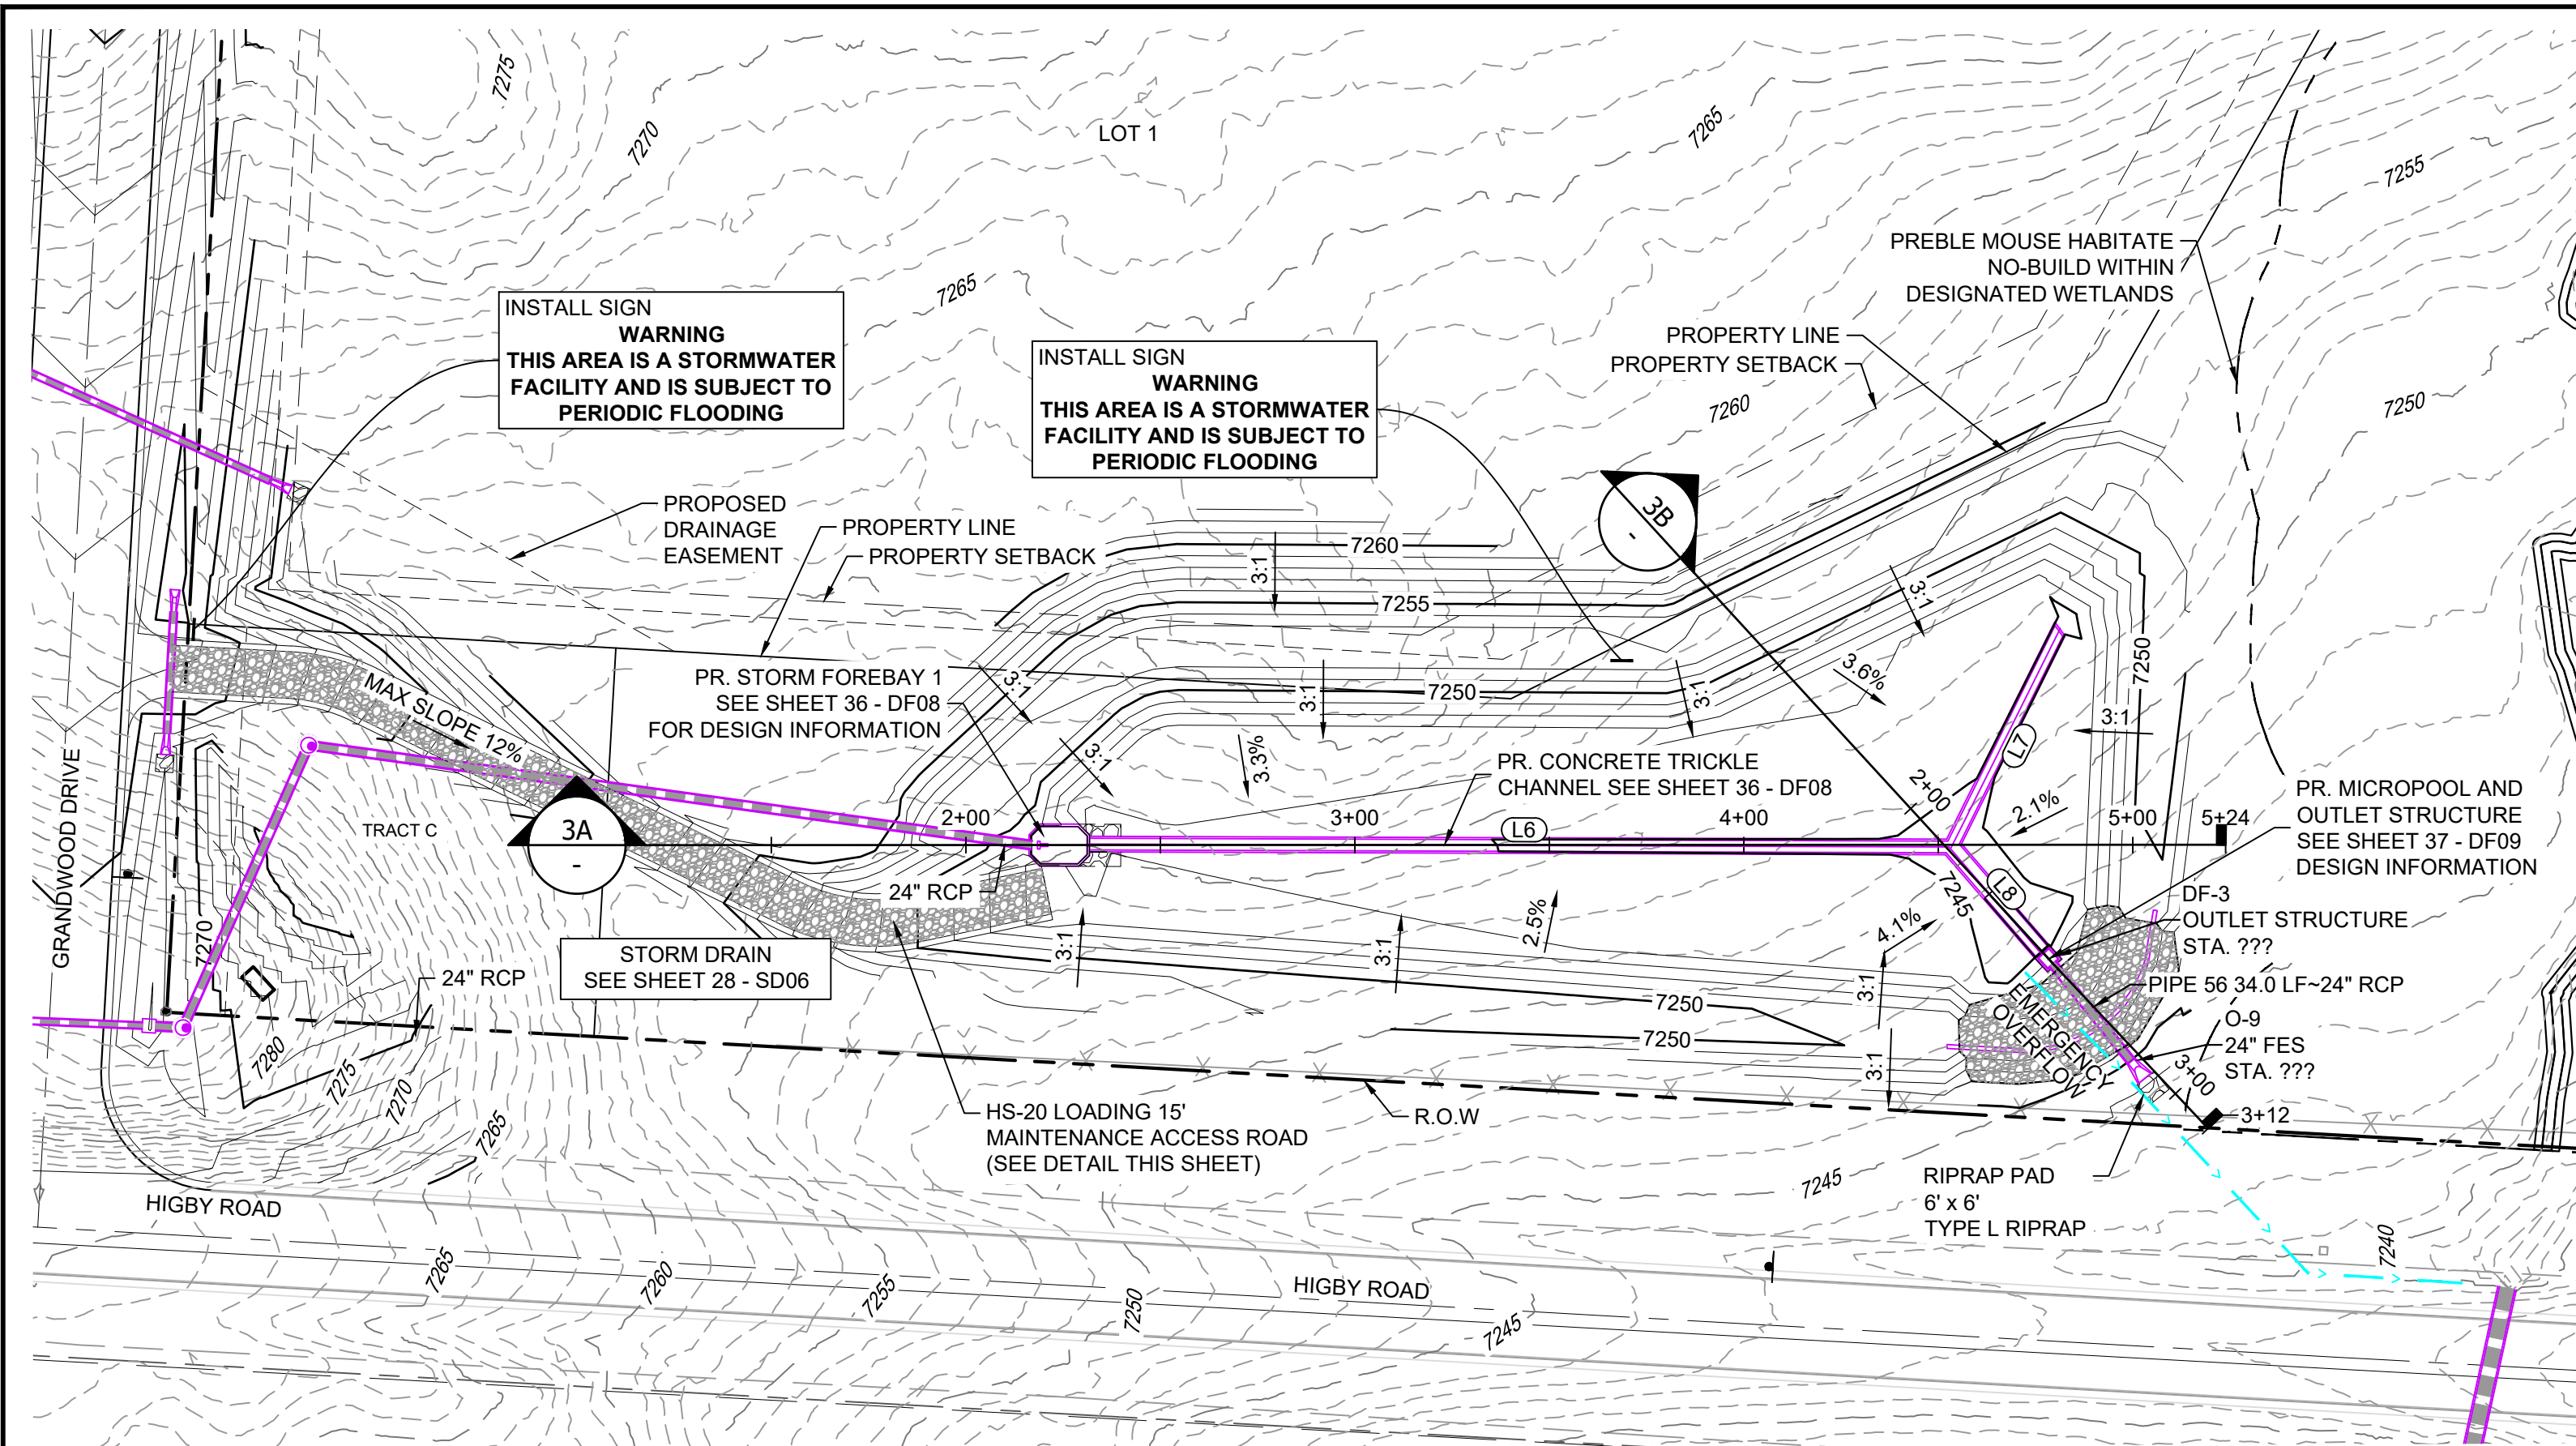 7275
7270
LOT 1
7265
7255
PREBLE MOUSE HABITATE
NO-BUILD WITHIN
DESIGNATED WETLANDS
7265
INSTALL SIGN
WARNING
THIS AREA IS A STORMWATER
FACILITY AND IS SUBJECT TO
PERIODIC FLOODING
INSTALL SIGN
WARNING
THIS AREA IS A STORMWATER
FACILITY AND IS SUBJECT TO
PERIODIC FLOODING
PROPERTY LINE
PROPERTY SETBACK
7260
7250
PROPOSED
DRAINAGE
EASEMENT
PROPERTY LINE
PROPERTY SETBACK
3B
-
7260
3:1
7255
3:1
3:1
7250
3:1
3:1
3.6%
7250
3:1
PR. STORM FOREBAY 1
SEE SHEET 36 - DF08
FOR DESIGN INFORMATION
MAX SLOPE 12%
3:1
3.3%
PR. CONCRETE TRICKLE
CHANNEL SEE SHEET 36 - DF08
L7
2+00
2.1%
PR. MICROPOOL AND
OUTLET STRUCTURE
SEE SHEET 37 - DF09
DESIGN INFORMATION
GRANDWOOD DRIVE
TRACT C
3A
-
2+00
3+00
L6
4+00
5+00
5+24
24" RCP
L8
7245
DF-3
OUTLET STRUCTURE
STA. ???
7270
STORM DRAIN
SEE SHEET 28 - SD06
3:1
3:1
2.5%
4.1%
3:1
24" RCP
7250
7250
EMERGENCY
OVERFLOW
PIPE 56 34.0 LF~24" RCP
O-9
24" FES
STA. ???
3:1
3+00
3+12
7280
7275
7270
7265
HS-20 LOADING 15'
MAINTENANCE ACCESS ROAD
(SEE DETAIL THIS SHEET)
R.O.W
RIPRAP PAD
6' x 6'
TYPE L RIPRAP
7245
7240
HIGBY ROAD
7265
7260
7255
7250
HIGBY ROAD
7245